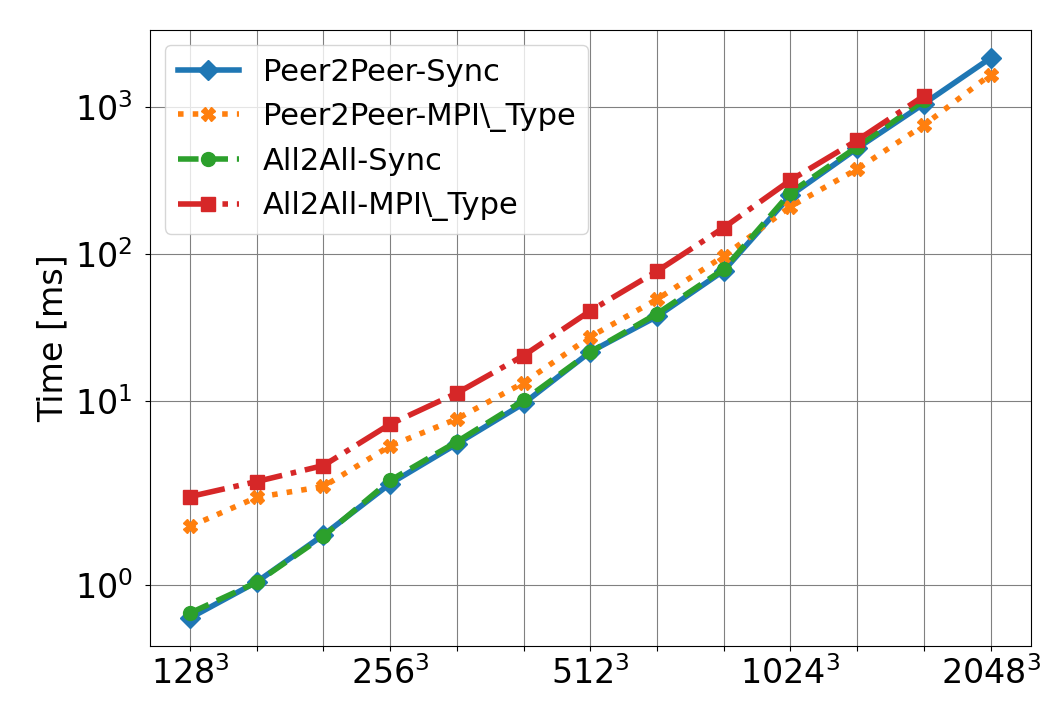 Peer2Peer-Sync
Peer2Peer-MPI\_Type
All2All-Sync
All2All-MPI\_Type
Time [ms]
10³
10²
10¹
10⁰
128³ 256³ 512³ 1024³ 2048³